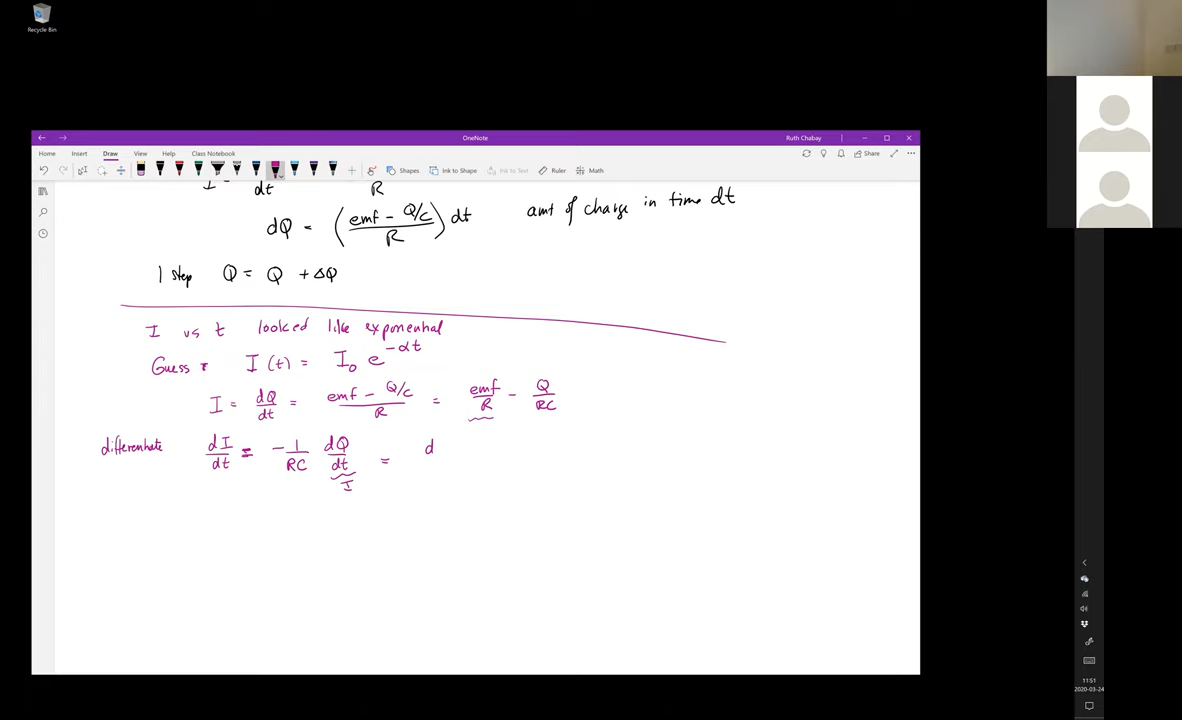 Recycle Bin
OneNote
Ruth Chabay
Home Insert Draw View Help Class Notebook
Share
Shapes Ink to Shape Ink to Text Ruler Math
I = dt R
dQ = ( (emf - Q/C) / R ) dt amt of charge in time dt
1 step Q = Q + ΔQ
I vs t looked like exponential
Guess: I(t) = I₀ e^(-αt)
I = dQ/dt = (emf - Q/C)/R = emf/R - Q/RC
differentiate dI/dt = -1/RC dQ/dt = d
I
11:51
2020-03-24